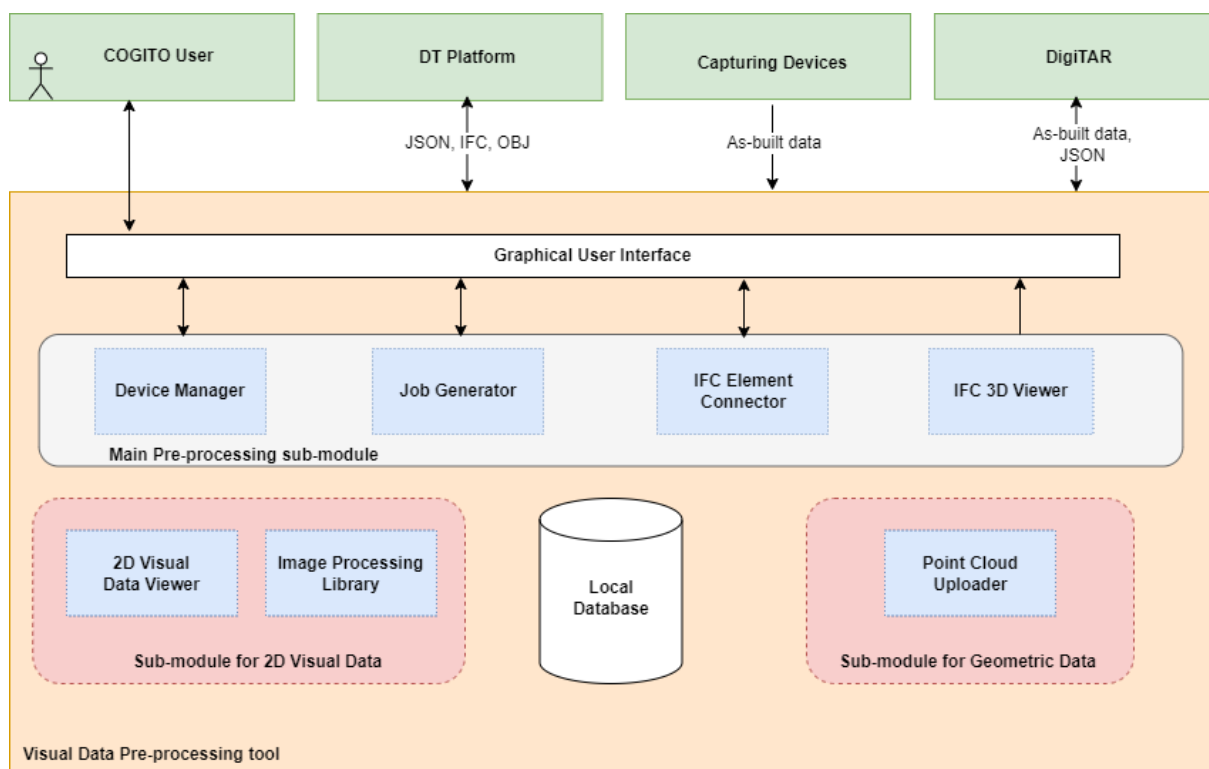 COGITO User
DT Platform
Capturing Devices
DigiTAR
JSON, IFC, OBJ
As-built data
As-built data,
JSON
Graphical User Interface
Device Manager
Job Generator
IFC Element
Connector
IFC 3D Viewer
Main Pre-processing sub-module
2D Visual
Data Viewer
Image Processing
Library
Sub-module for 2D Visual Data
Local
Database
Point Cloud
Uploader
Sub-module for Geometric Data
Visual Data Pre-processing tool